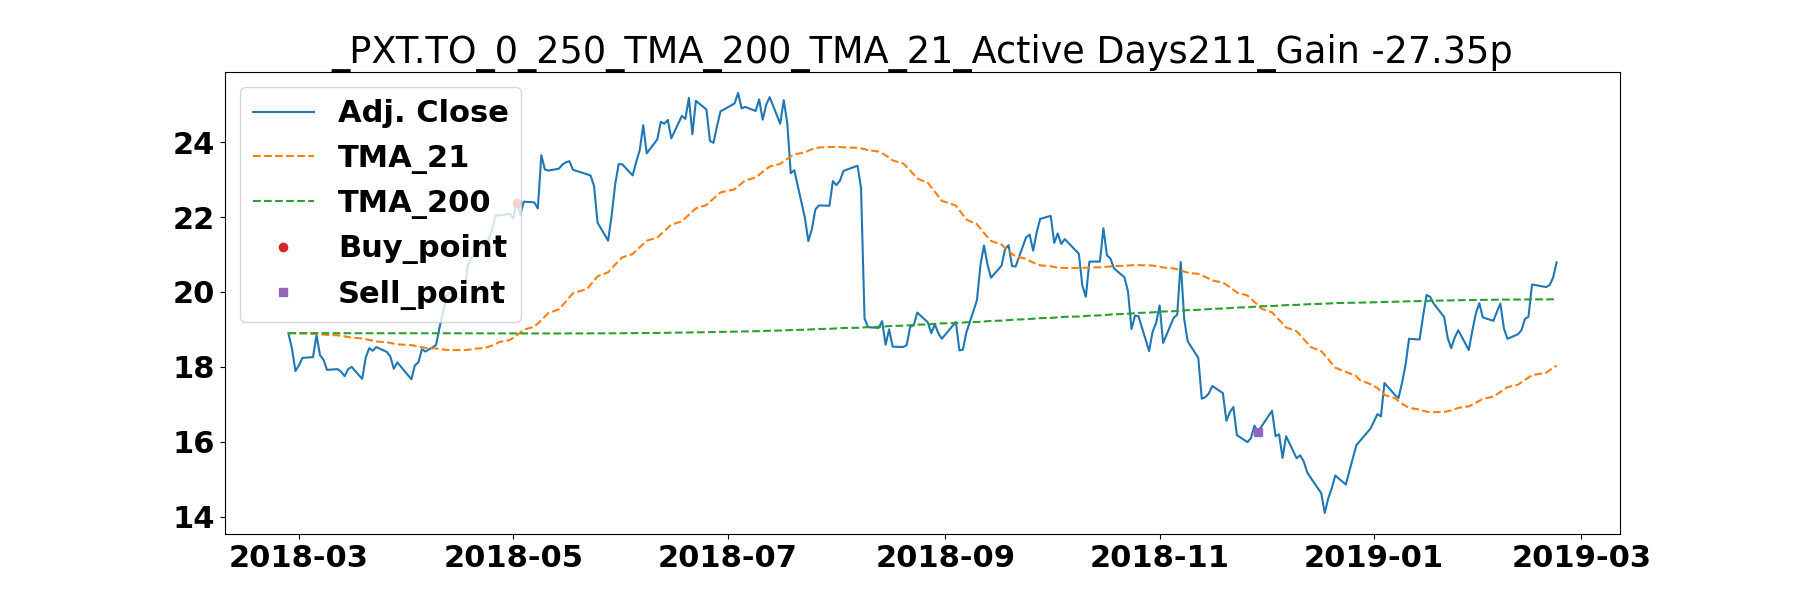 _PXT.TO_0_250_TMA_200_TMA_21_Active Days211_Gain -27.35p
Adj. Close
TMA_21
TMA_200
Buy_point
Sell_point
24
22
20
18
16
14
2018-03 2018-05 2018-07 2018-09 2018-11 2019-01 2019-03